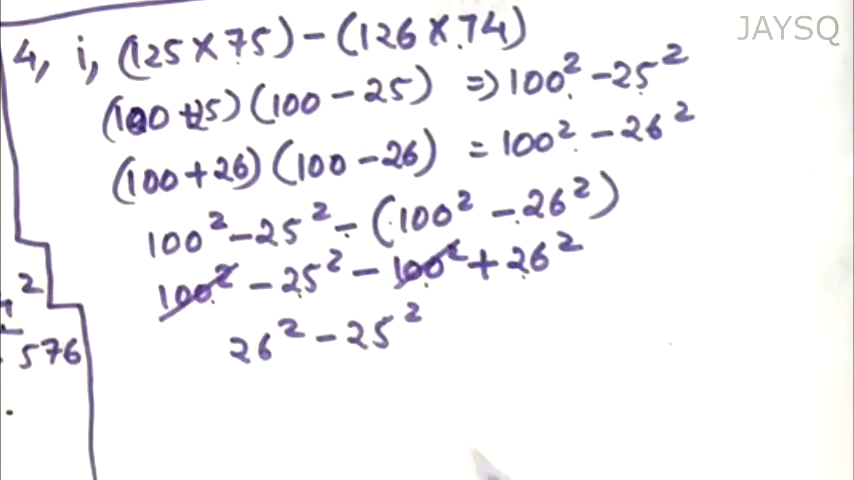 JAYSQ
4, i, (125 × 75) − (126 × 74)
(100 + 25) (100 − 25) ⇒ 100² − 25²
(100 + 26) (100 − 26) = 100² − 26²
100² − 25² − (100² − 26²)
100² − 25² − 100² + 26²
26² − 25²
2
576